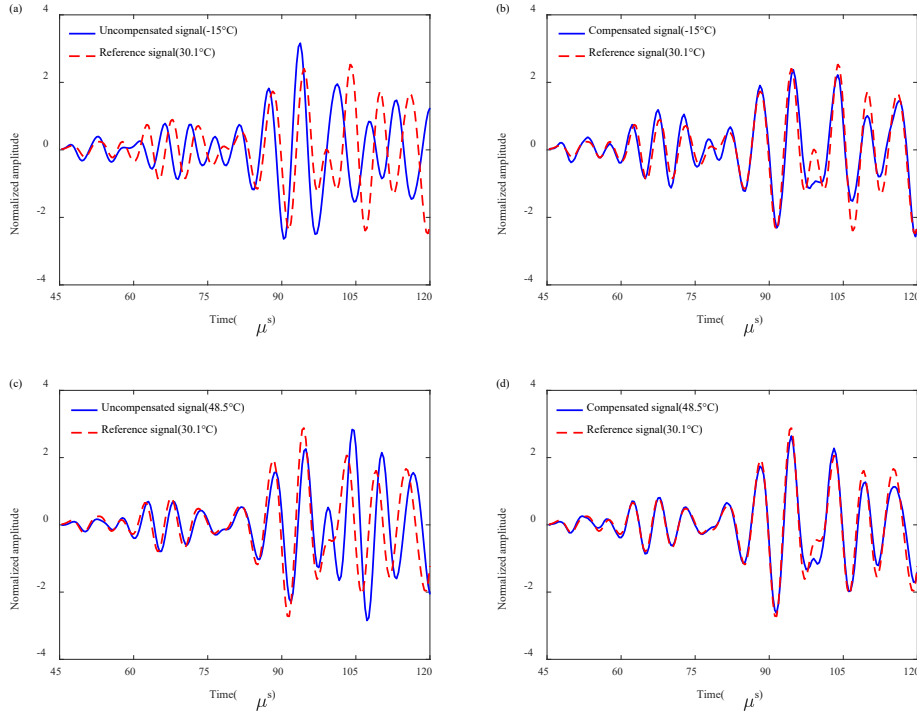 (a)
Uncompensated signal(-15°C)
Reference signal(30.1°C)
Normalized amplitude
4
2
0
-2
-4
45 60 75 90 105 120
Time( μs)
(b)
Compensated signal(-15°C)
Reference signal(30.1°C)
Normalized amplitude
4
2
0
-2
-4
45 60 75 90 105 120
Time( μs)
(c)
Uncompensated signal(48.5°C)
Reference signal(30.1°C)
Normalized amplitude
4
2
0
-2
-4
45 60 75 90 105 120
Time( μs)
(d)
Compensated signal(48.5°C)
Reference signal(30.1°C)
Normalized amplitude
4
2
0
-2
-4
45 60 75 90 105 120
Time( μs)